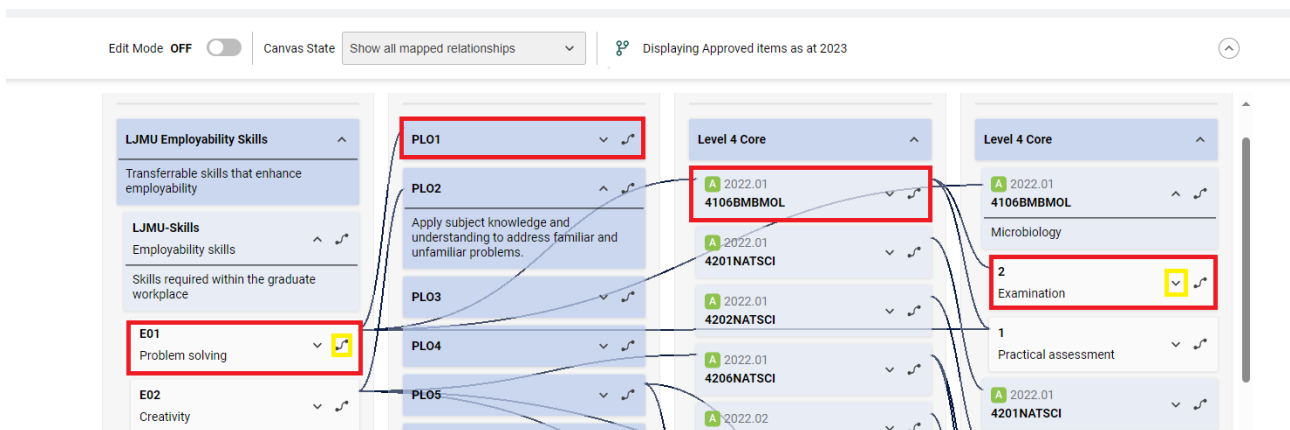 Edit Mode OFF
Canvas State
Show all mapped relationships
Displaying Approved items as at 2023
LJMU Employability Skills
Transferrable skills that enhance
employability
LJMU-Skills
Employability skills
Skills required within the graduate
workplace
E01
Problem solving
E02
Creativity
PLO1
PLO2
Apply subject knowledge and
understanding to address familiar and
unfamiliar problems.
PLO3
PLO4
PLO5
Level 4 Core
A 2022.01
4106BMBMOL
A 2022.01
4201NATSCI
A 2022.01
4202NATSCI
A 2022.01
4206NATSCI
A 2022.02
Level 4 Core
A 2022.01
4106BMBMOL
Microbiology
2
Examination
1
Practical assessment
A 2022.01
4201NATSCI